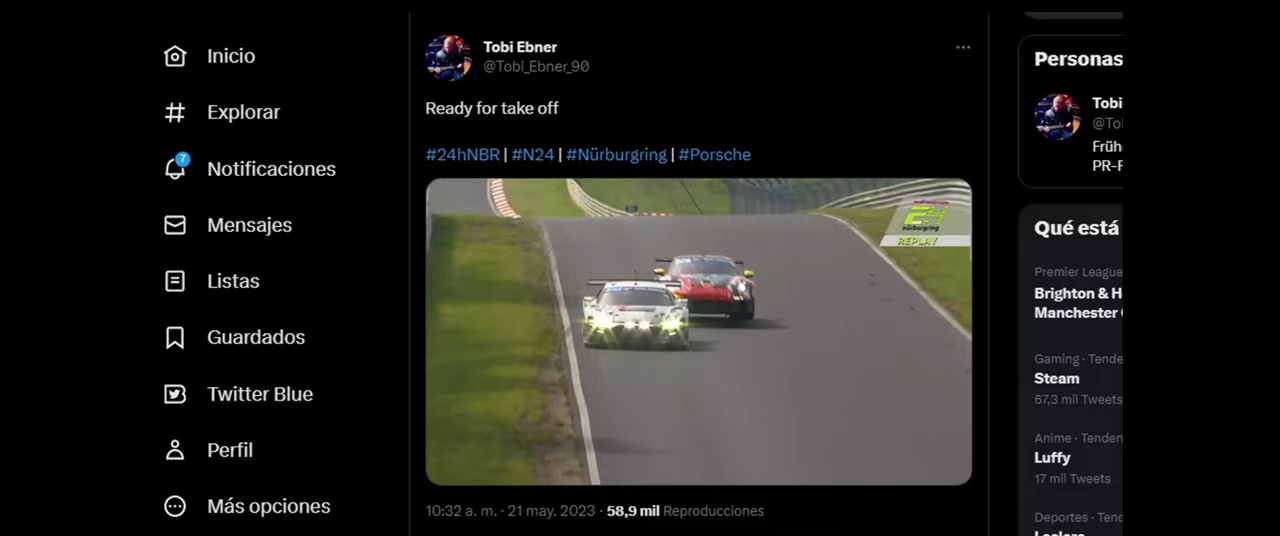 Inicio
Explorar
7
Notificaciones
Mensajes
Listas
Guardados
Twitter Blue
Perfil
Más opciones
Tobi Ebner
@Tobi_Ebner_90
Ready for take off
#24hNBR | #N24 | #Nürburgring | #Porsche
nürburgring
REPLAY
10:32 a. m. · 21 may. 2023 · 58,9 mil Reproducciones
Personas
Tobi
@To
Früh
PR-F
Qué está
Premier League
Brighton & H
Manchester
Gaming · Tende
Steam
67,3 mil Tweets
Anime · Tenden
Luffy
17 mil Tweets
Deportes · Tend